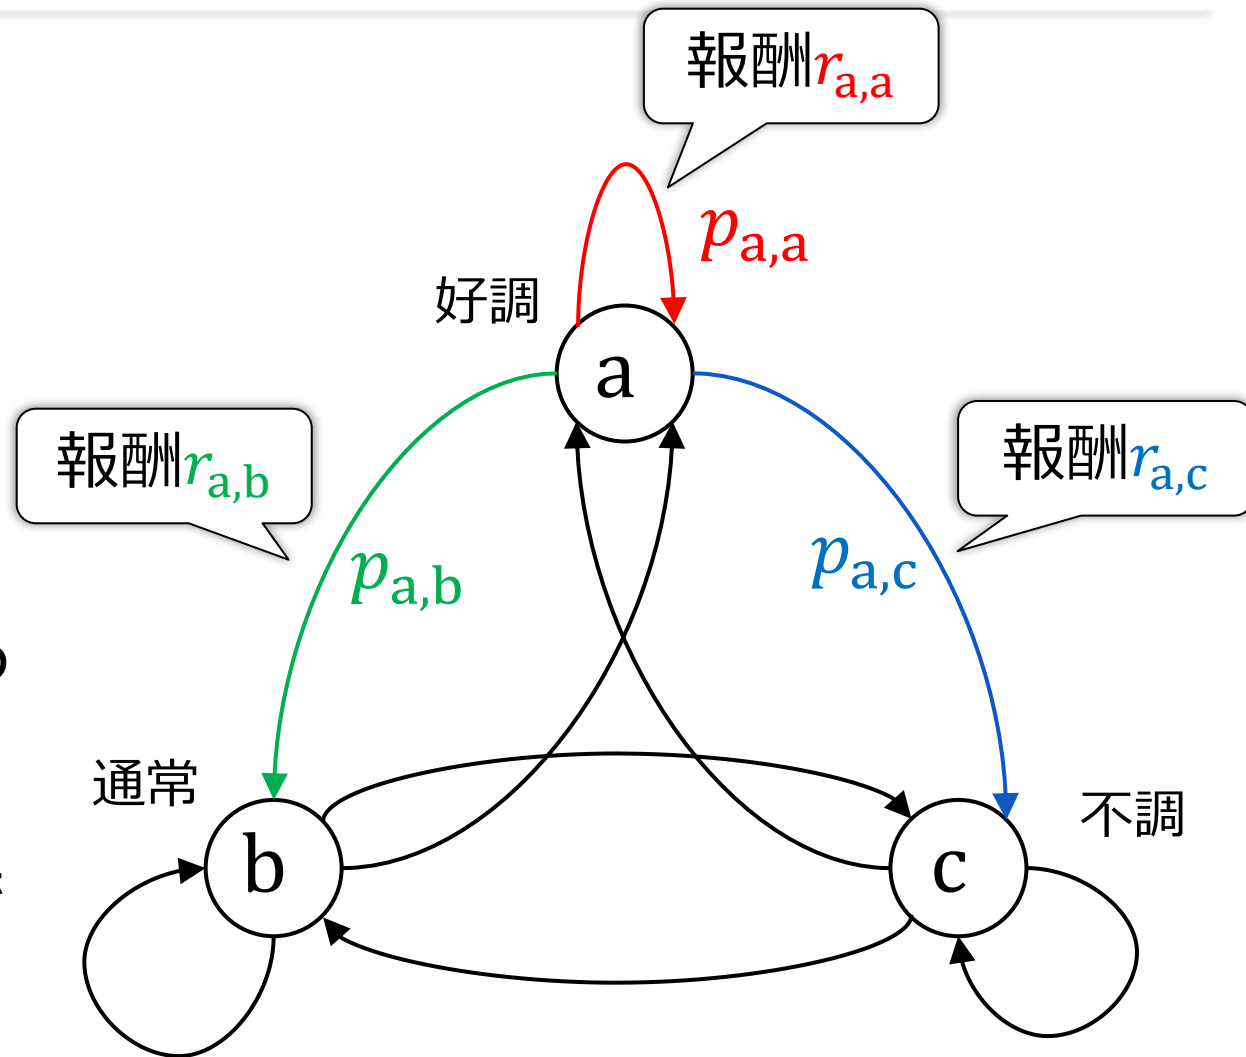 報酬r_{a,a}
p_{a,a}
好調
a
報酬r_{a,b}
報酬r_{a,c}
p_{a,b}
p_{a,c}
通常
不調
b
c